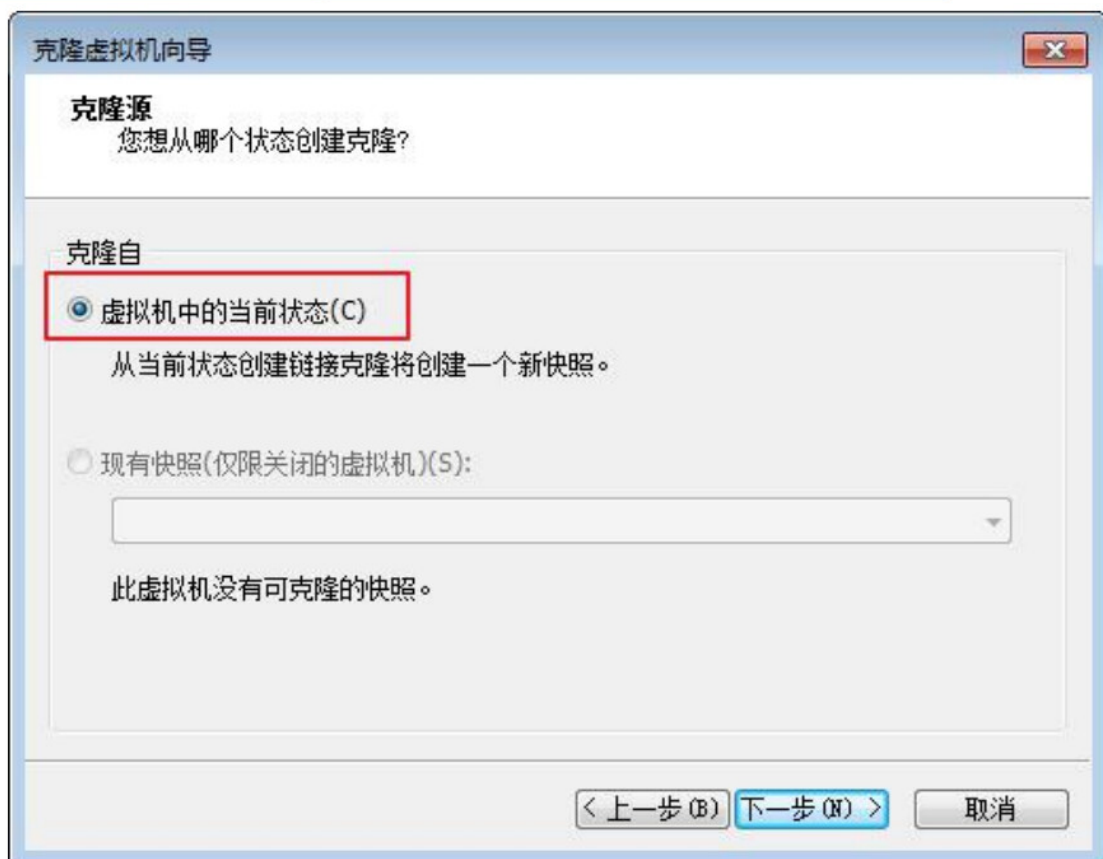 克隆虚拟机向导
克隆源
您想从哪个状态创建克隆?
克隆自
虚拟机中的当前状态(C)
从当前状态创建链接克隆将创建一个新快照。
现有快照(仅限关闭的虚拟机)(S):
此虚拟机没有可克隆的快照。
< 上一步(B) 下一步(N) > 取消